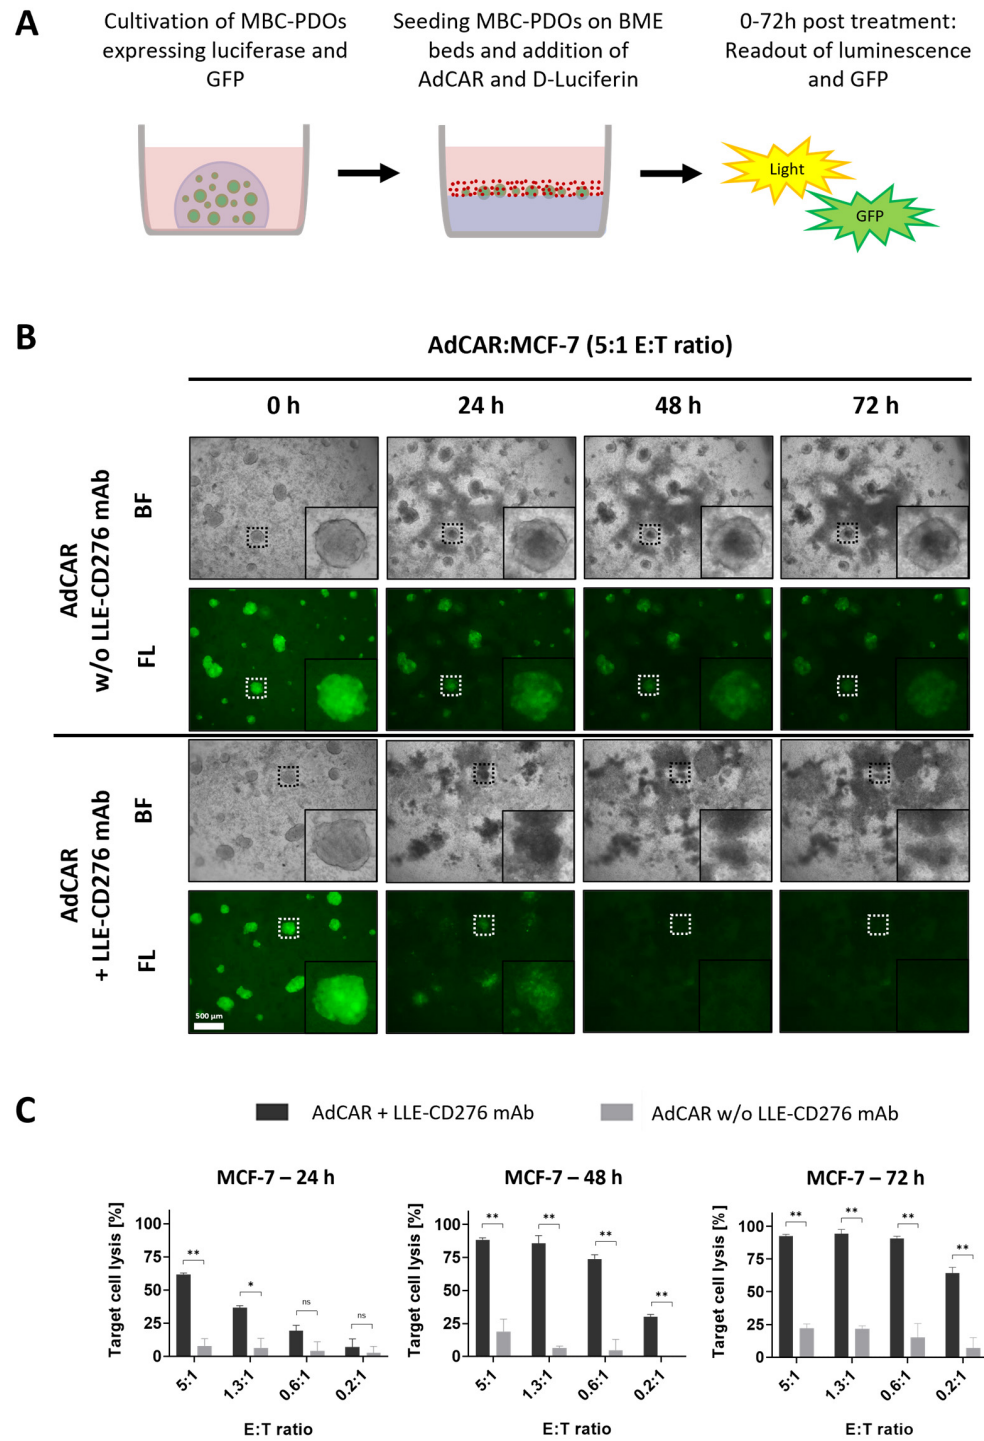 A
Cultivation of MBC-PDOs
expressing luciferase and
GFP
Seeding MBC-PDOs on BME
beds and addition of
AdCAR and D-Luciferin
0-72h post treatment:
Readout of luminescence
and GFP
Light
GFP
B
AdCAR:MCF-7 (5:1 E:T ratio)
0 h
24 h
48 h
72 h
AdCAR
w/o LLE-CD276 mAb
BF
FL
AdCAR
+ LLE-CD276 mAb
BF
FL
500 µm
C
AdCAR + LLE-CD276 mAb
AdCAR w/o LLE-CD276 mAb
MCF-7 – 24 h
Target cell lysis [%]
100
75
50
25
0
**
*
ns
ns
5:1
1.3:1
0.6:1
0.2:1
E:T ratio
MCF-7 – 48 h
Target cell lysis [%]
100
75
50
25
0
**
**
**
**
5:1
1.3:1
0.6:1
0.2:1
E:T ratio
MCF-7 – 72 h
Target cell lysis [%]
100
75
50
25
0
**
**
**
**
5:1
1.3:1
0.6:1
0.2:1
E:T ratio